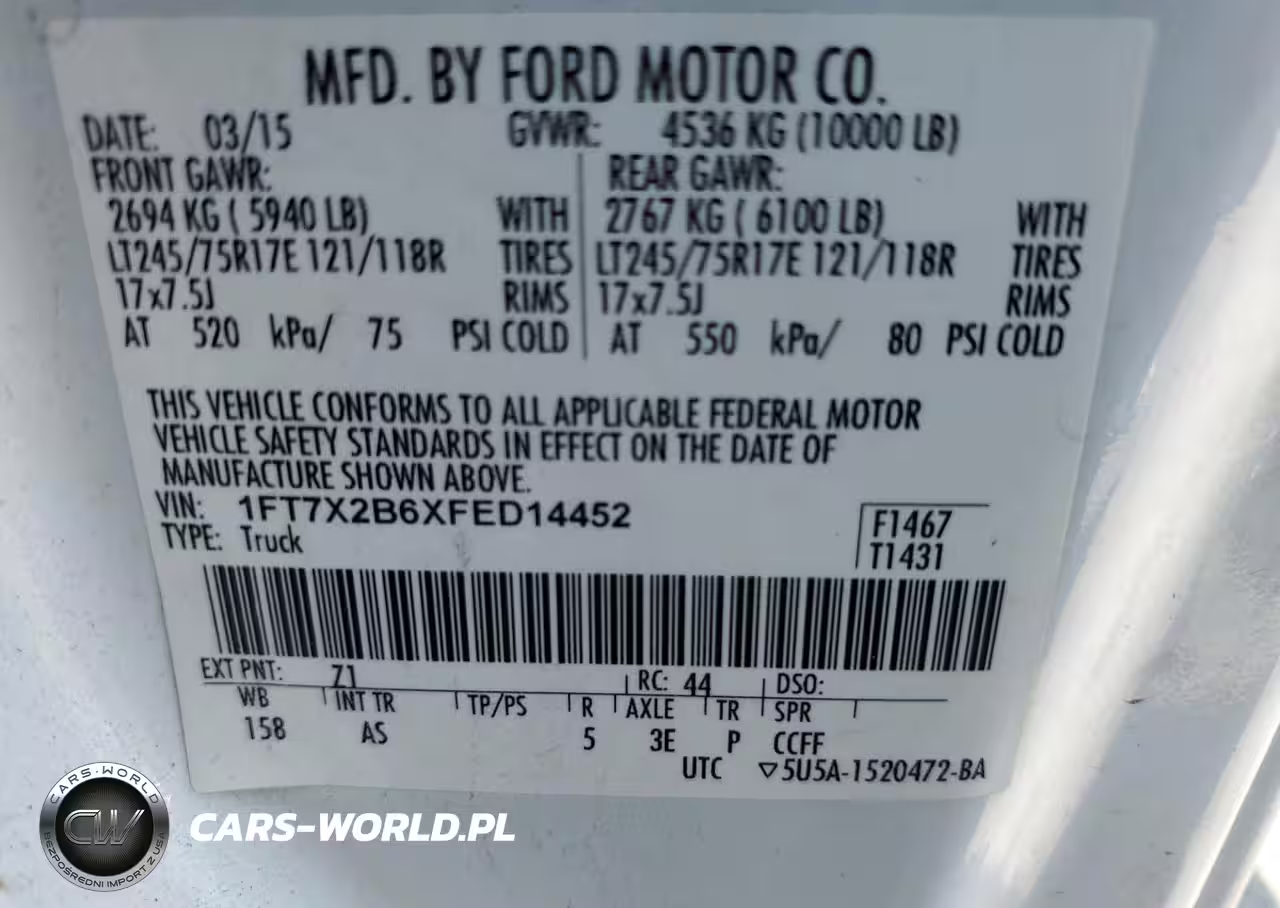 MFD. BY FORD MOTOR CO.
DATE: 03/15 GVWR: 4536 KG (10000 LB)
FRONT GAWR: REAR GAWR:
2694 KG ( 5940 LB) WITH 2767 KG ( 6100 LB) WITH
LT245/75R17E 121/118R TIRES LT245/75R17E 121/118R TIRES
17x7.5J RIMS 17x7.5J RIMS
AT 520 kPa/ 75 PSI COLD AT 550 kPa/ 80 PSI COLD
THIS VEHICLE CONFORMS TO ALL APPLICABLE FEDERAL MOTOR
VEHICLE SAFETY STANDARDS IN EFFECT ON THE DATE OF
MANUFACTURE SHOWN ABOVE.
VIN: 1FT7X2B6XFED14452
F1467
TYPE: Truck
T1431
EXT PNT: Z1 RC: 44 DSO:
WB INT TR TP/PS R AXLE TR SPR
158 AS 5 3E P CCFF
UTC ▽5U5A-1520472-BA
CARS-WORLD
CW
BEZPOŚREDNI IMPORT Z USA
CARS-WORLD.PL